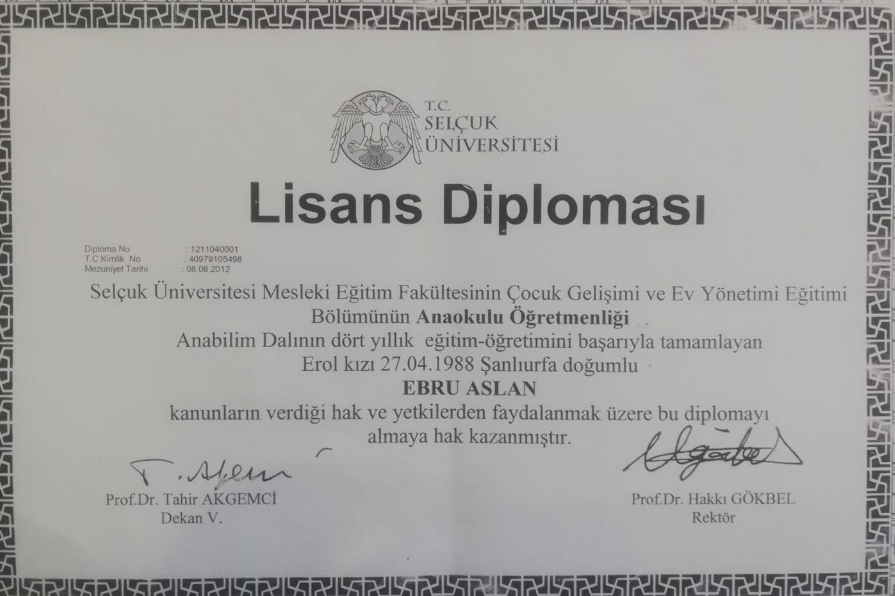 T.C.
SELÇUK
ÜNİVERSİTESİ
Lisans Diploması
Diploma No : 1211040001
T.C Kimlik No : 40979105498
Mezuniyet Tarihi : 08.06.2012
Selçuk Üniversitesi Mesleki Eğitim Fakültesinin Çocuk Gelişimi ve Ev Yönetimi Eğitimi
Bölümünün Anaokulu Öğretmenliği
Anabilim Dalının dört yıllık eğitim-öğretimini başarıyla tamamlayan
Erol kızı 27.04.1988 Şanlıurfa doğumlu
EBRU ASLAN
kanunların verdiği hak ve yetkilerden faydalanmak üzere bu diplomayı
almaya hak kazanmıştır.
Prof.Dr. Tahir AKGEMCİ
Dekan V.
Prof.Dr. Hakkı GÖKBEL
Rektör